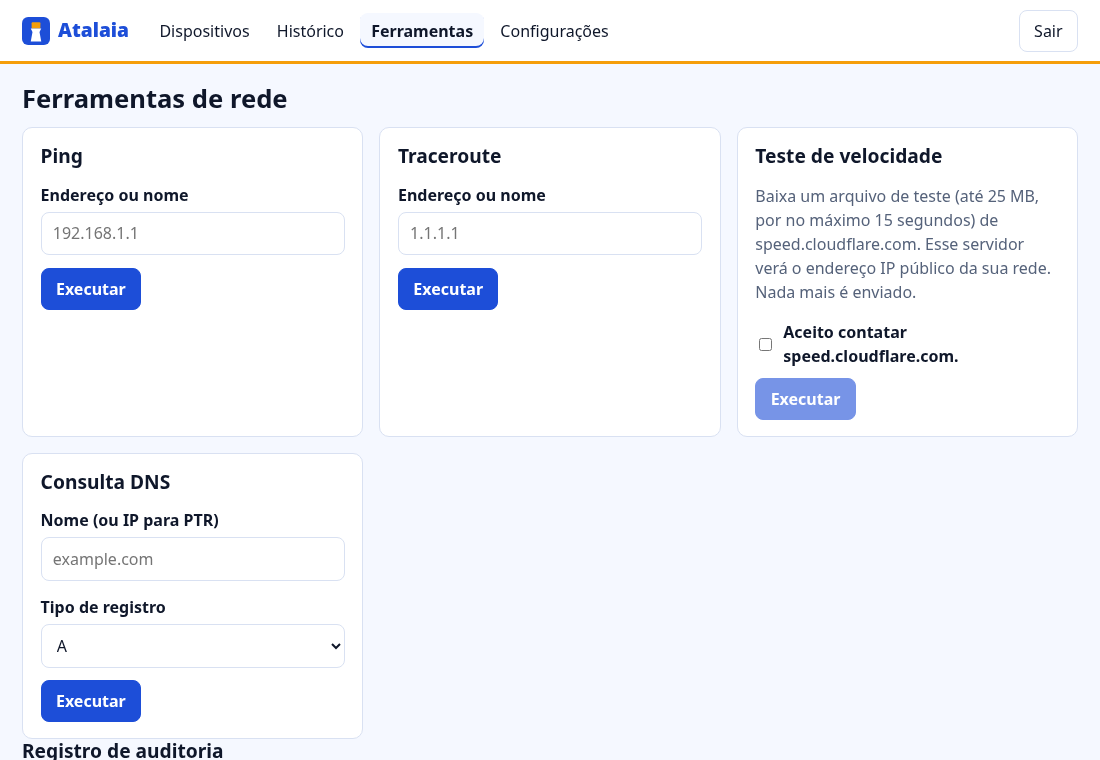 Atalaia
Dispositivos
Histórico
Ferramentas
Configurações
Sair
Ferramentas de rede
Ping
Endereço ou nome
192.168.1.1
Executar
Traceroute
Endereço ou nome
1.1.1.1
Executar
Teste de velocidade
Baixa um arquivo de teste (até 25 MB,
por no máximo 15 segundos) de
speed.cloudflare.com. Esse servidor
verá o endereço IP público da sua rede.
Nada mais é enviado.
Aceito contatar
speed.cloudflare.com.
Executar
Consulta DNS
Nome (ou IP para PTR)
example.com
Tipo de registro
A
Executar
Registro de auditoria